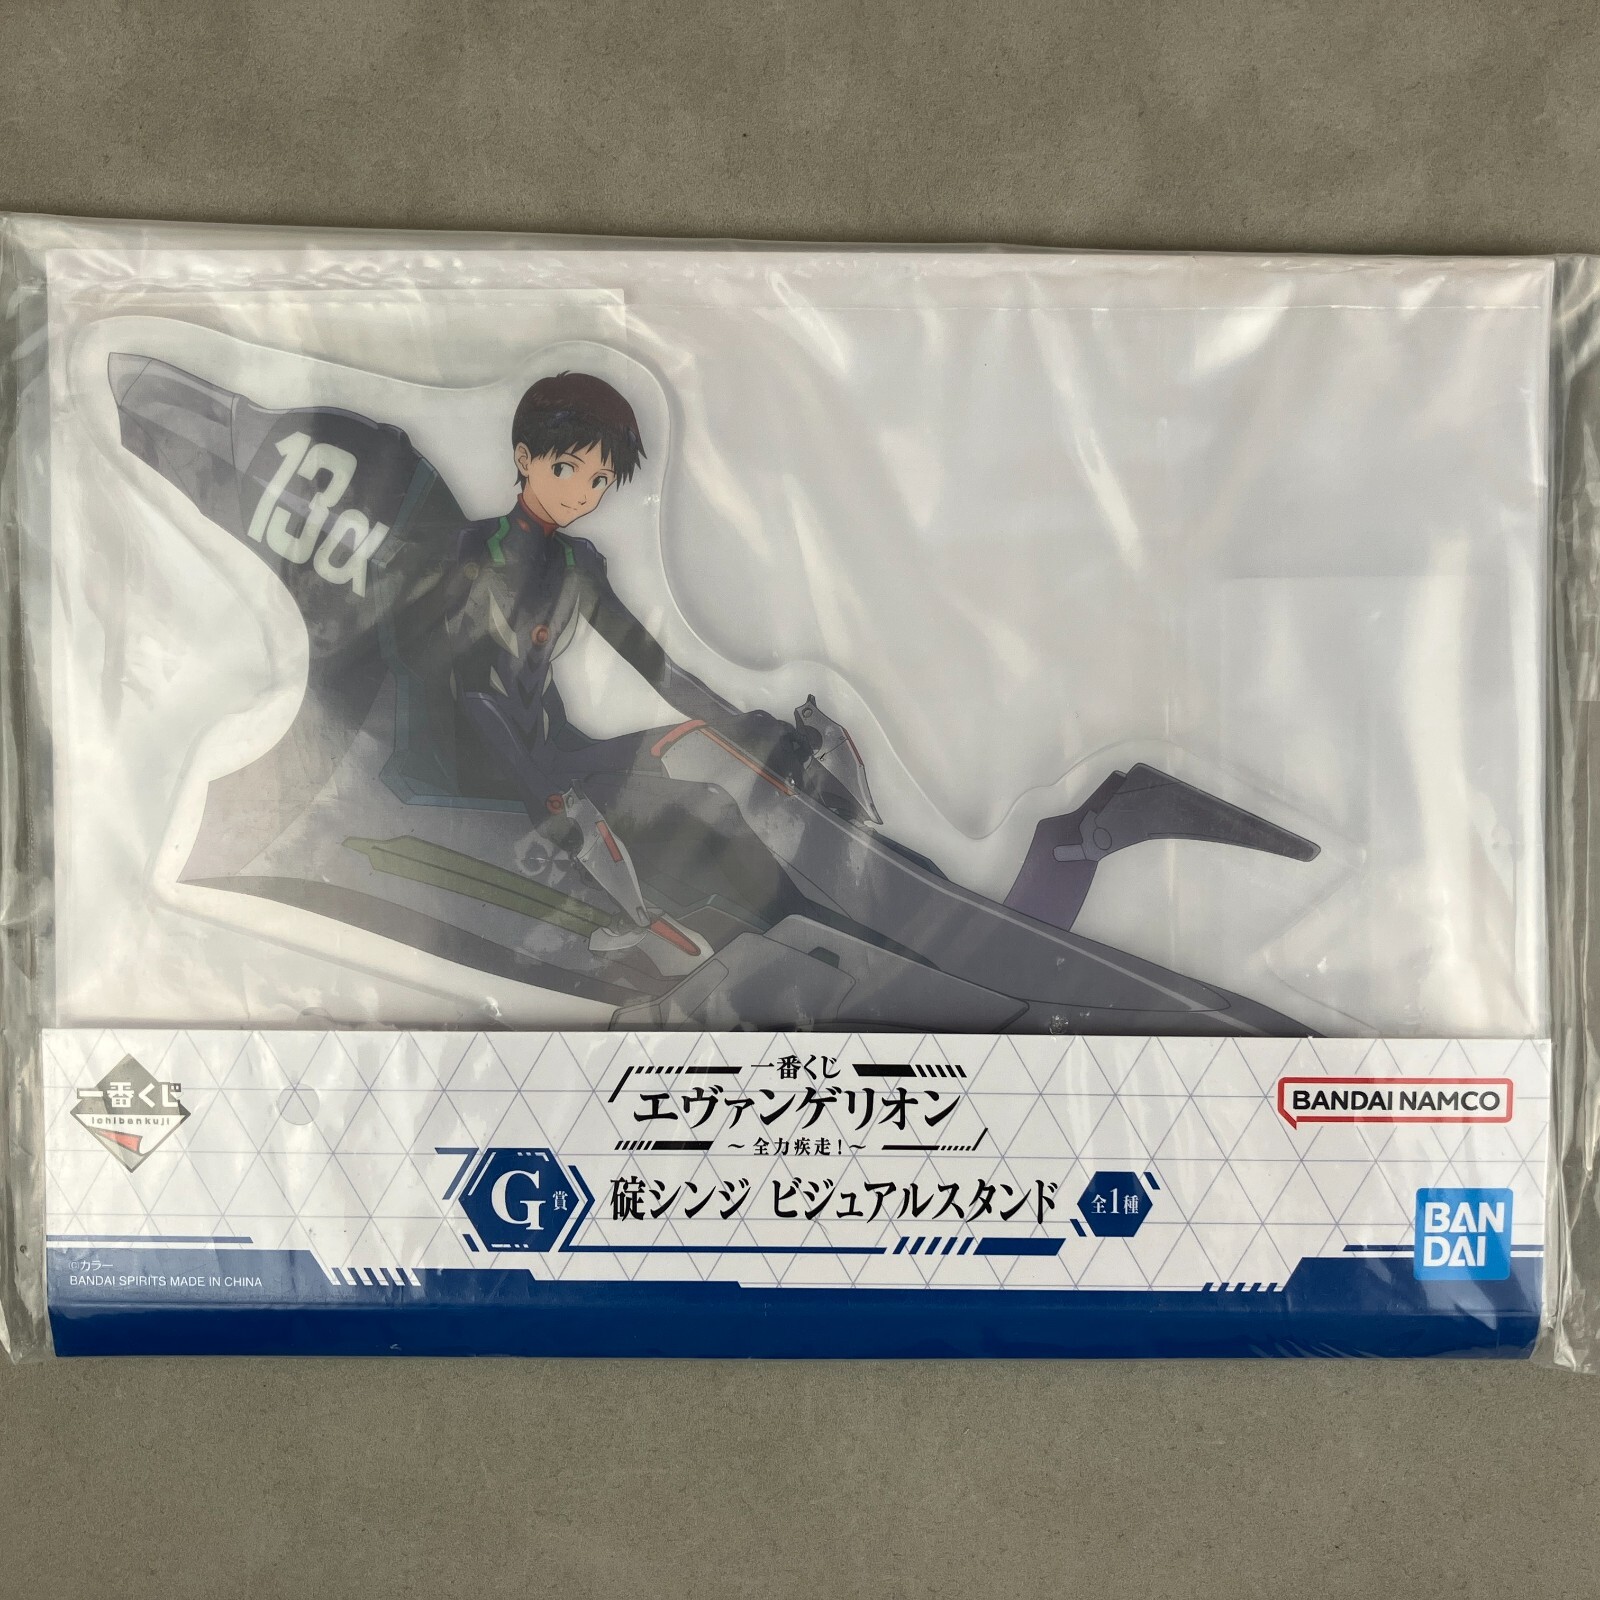 13α
一番くじ
ichibankuji
一番くじ
エヴァンゲリオン
～全力疾走!～
G賞
碇シンジ ビジュアルスタンド
全1種
BANDAI NAMCO
BAN
DAI
©カラー
BANDAI SPIRITS MADE IN CHINA